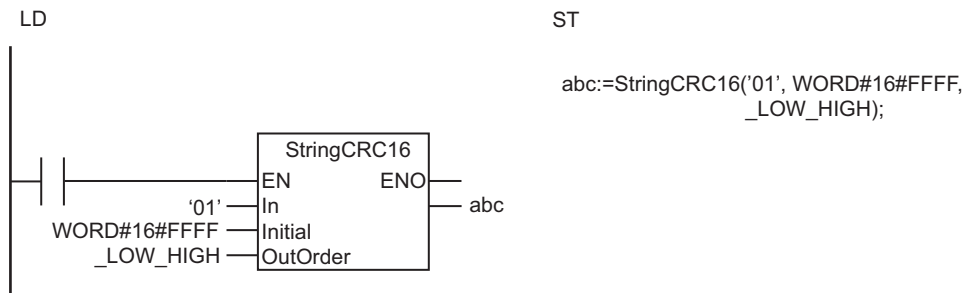 LD
ST
abc:=StringCRC16('01', WORD#16#FFFF,
_LOW_HIGH);
StringCRC16
EN ENO
‘01’ In abc
WORD#16#FFFF Initial
_LOW_HIGH OutOrder